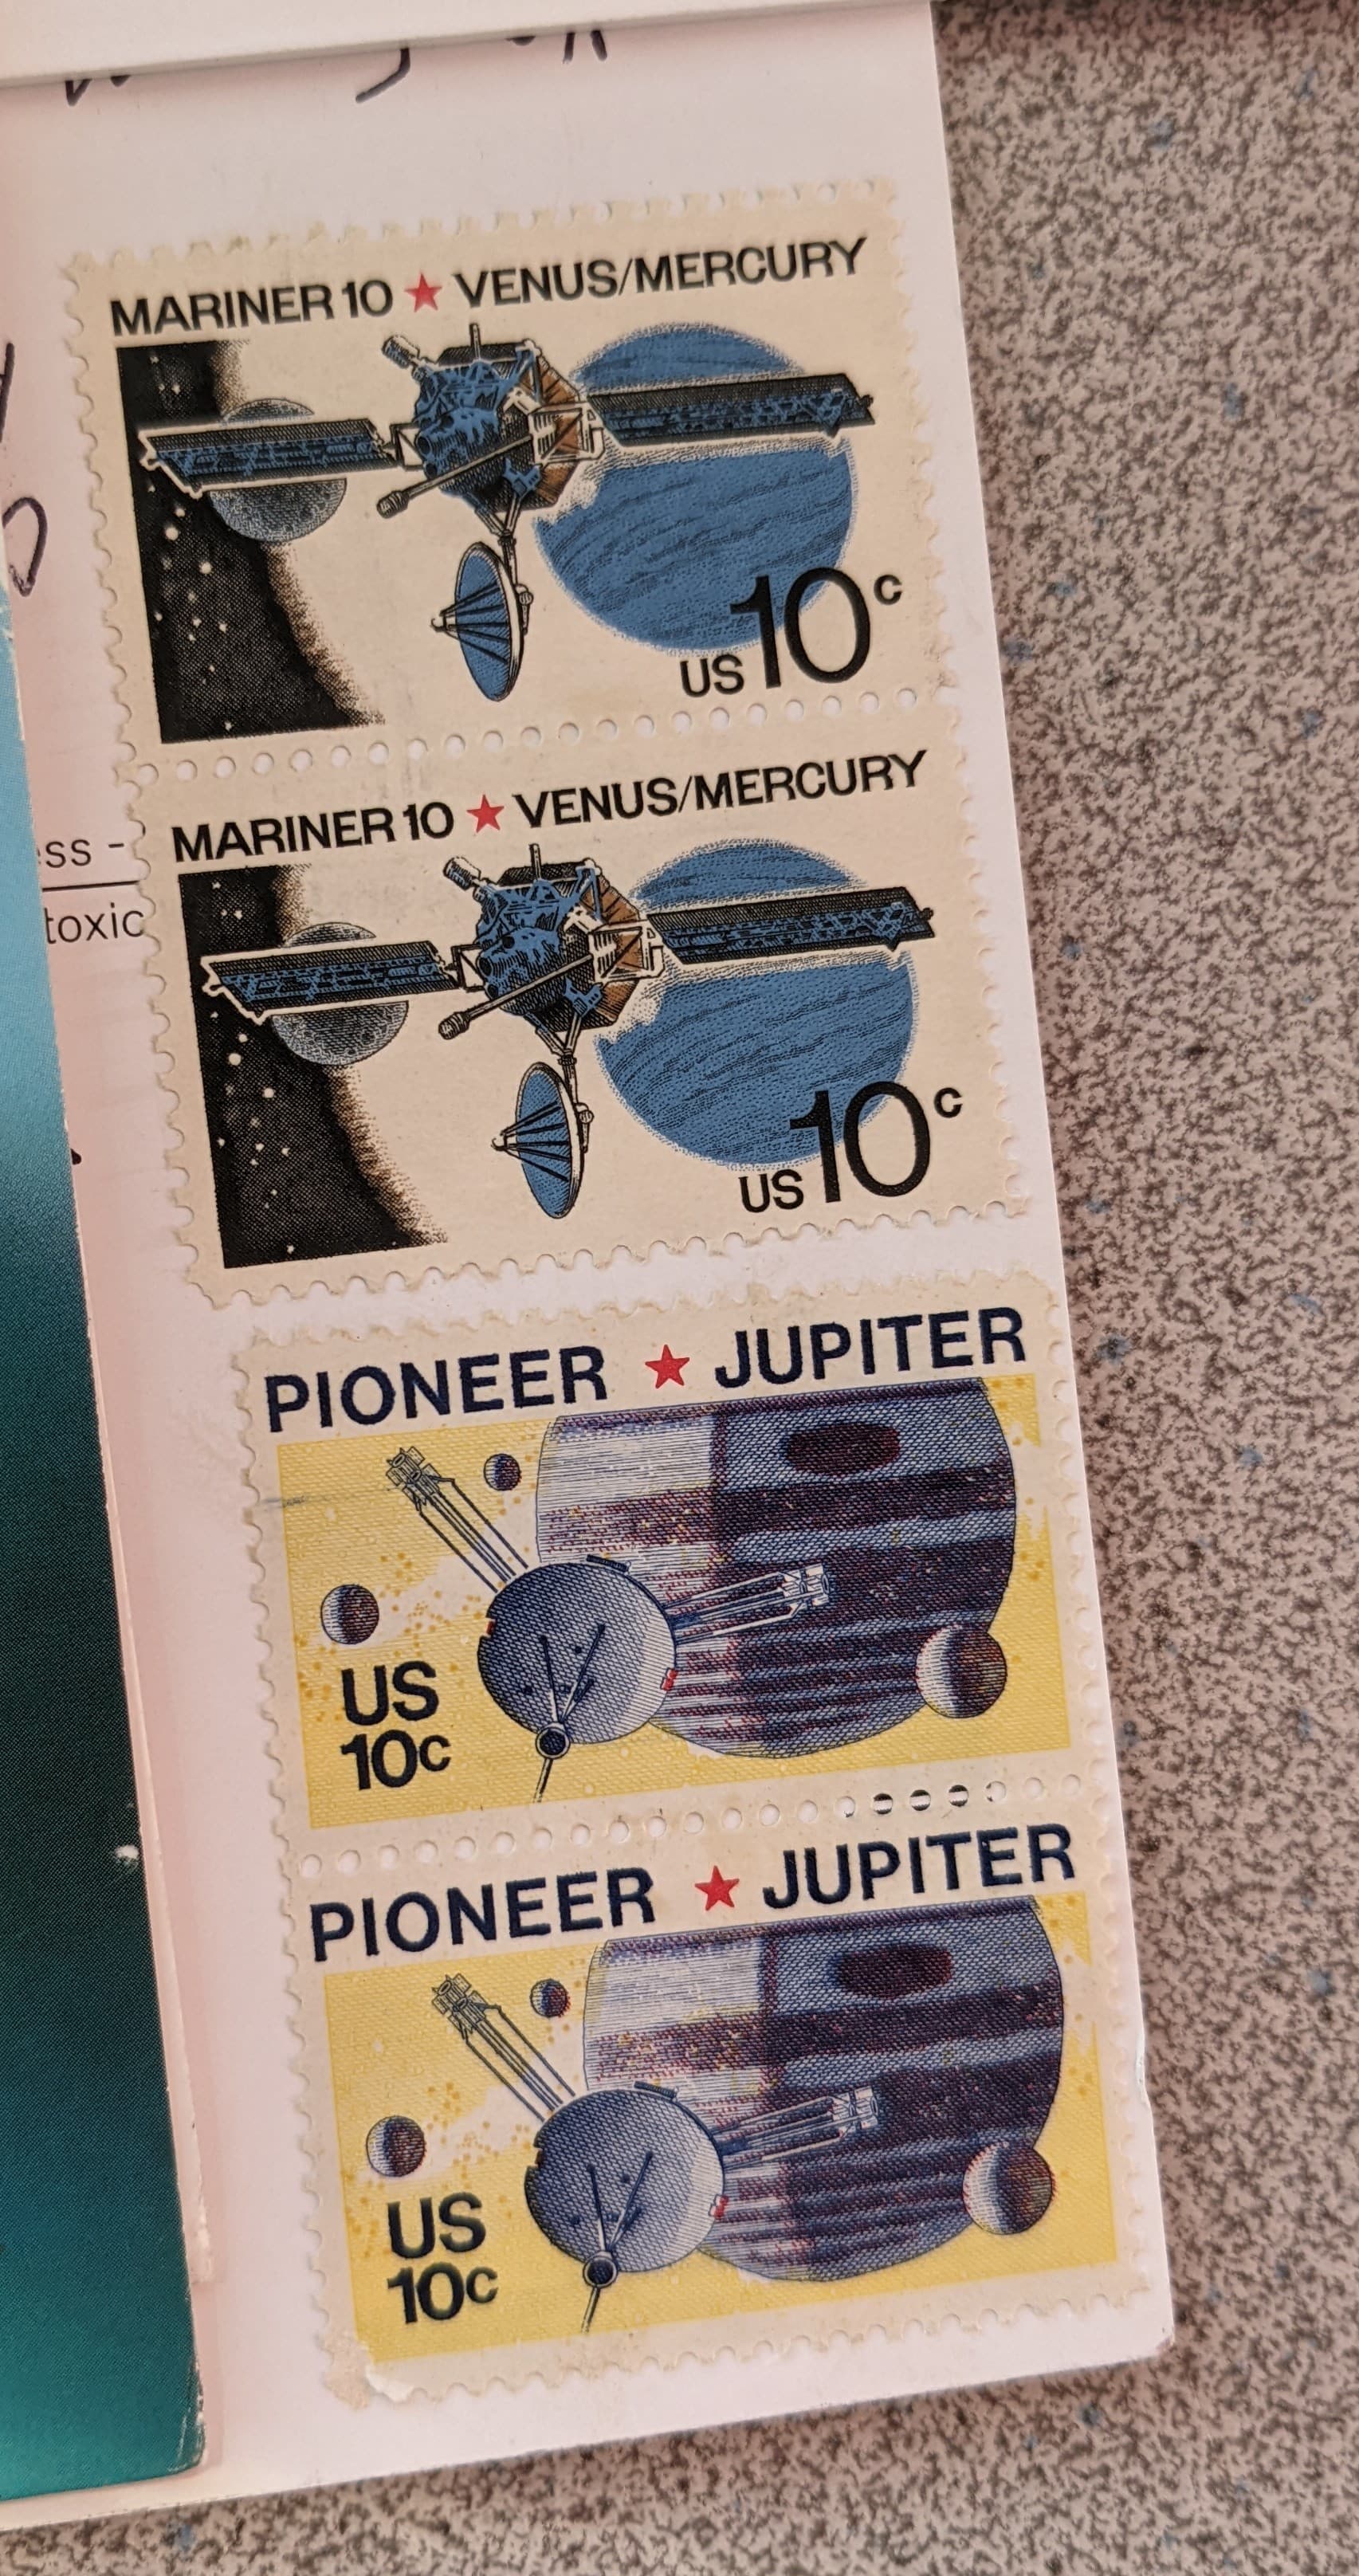 MARINER 10 ★ VENUS/MERCURY
US 10c
MARINER 10 ★ VENUS/MERCURY
US 10c
ss -
toxic
PIONEER ★ JUPITER
US
10c
PIONEER ★ JUPITER
US
10c